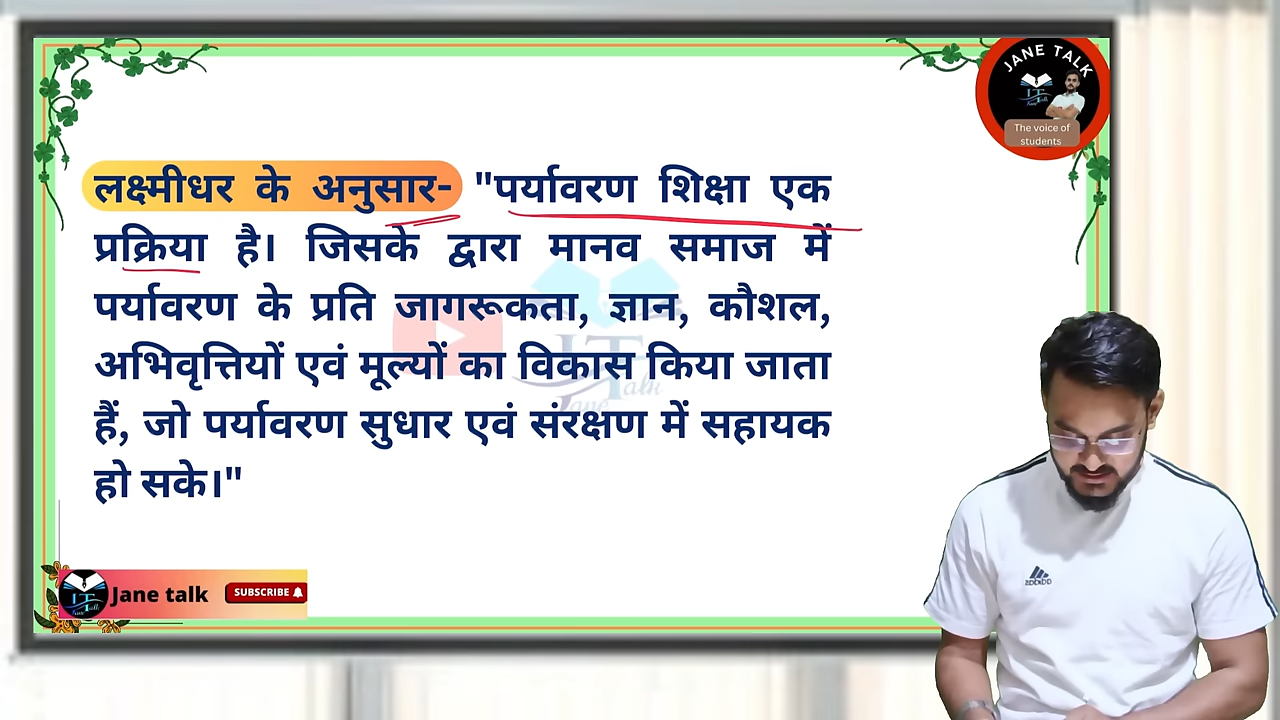 JANE TALK
The voice of
students
लक्ष्मीधर के अनुसार- "पर्यावरण शिक्षा एक
प्रक्रिया है। जिसके द्वारा मानव समाज में
पर्यावरण के प्रति जागरूकता, ज्ञान, कौशल,
अभिवृत्तियों एवं मूल्यों का विकास किया जाता
हैं, जो पर्यावरण सुधार एवं संरक्षण में सहायक
हो सके।"
Jane talk
SUBSCRIBE